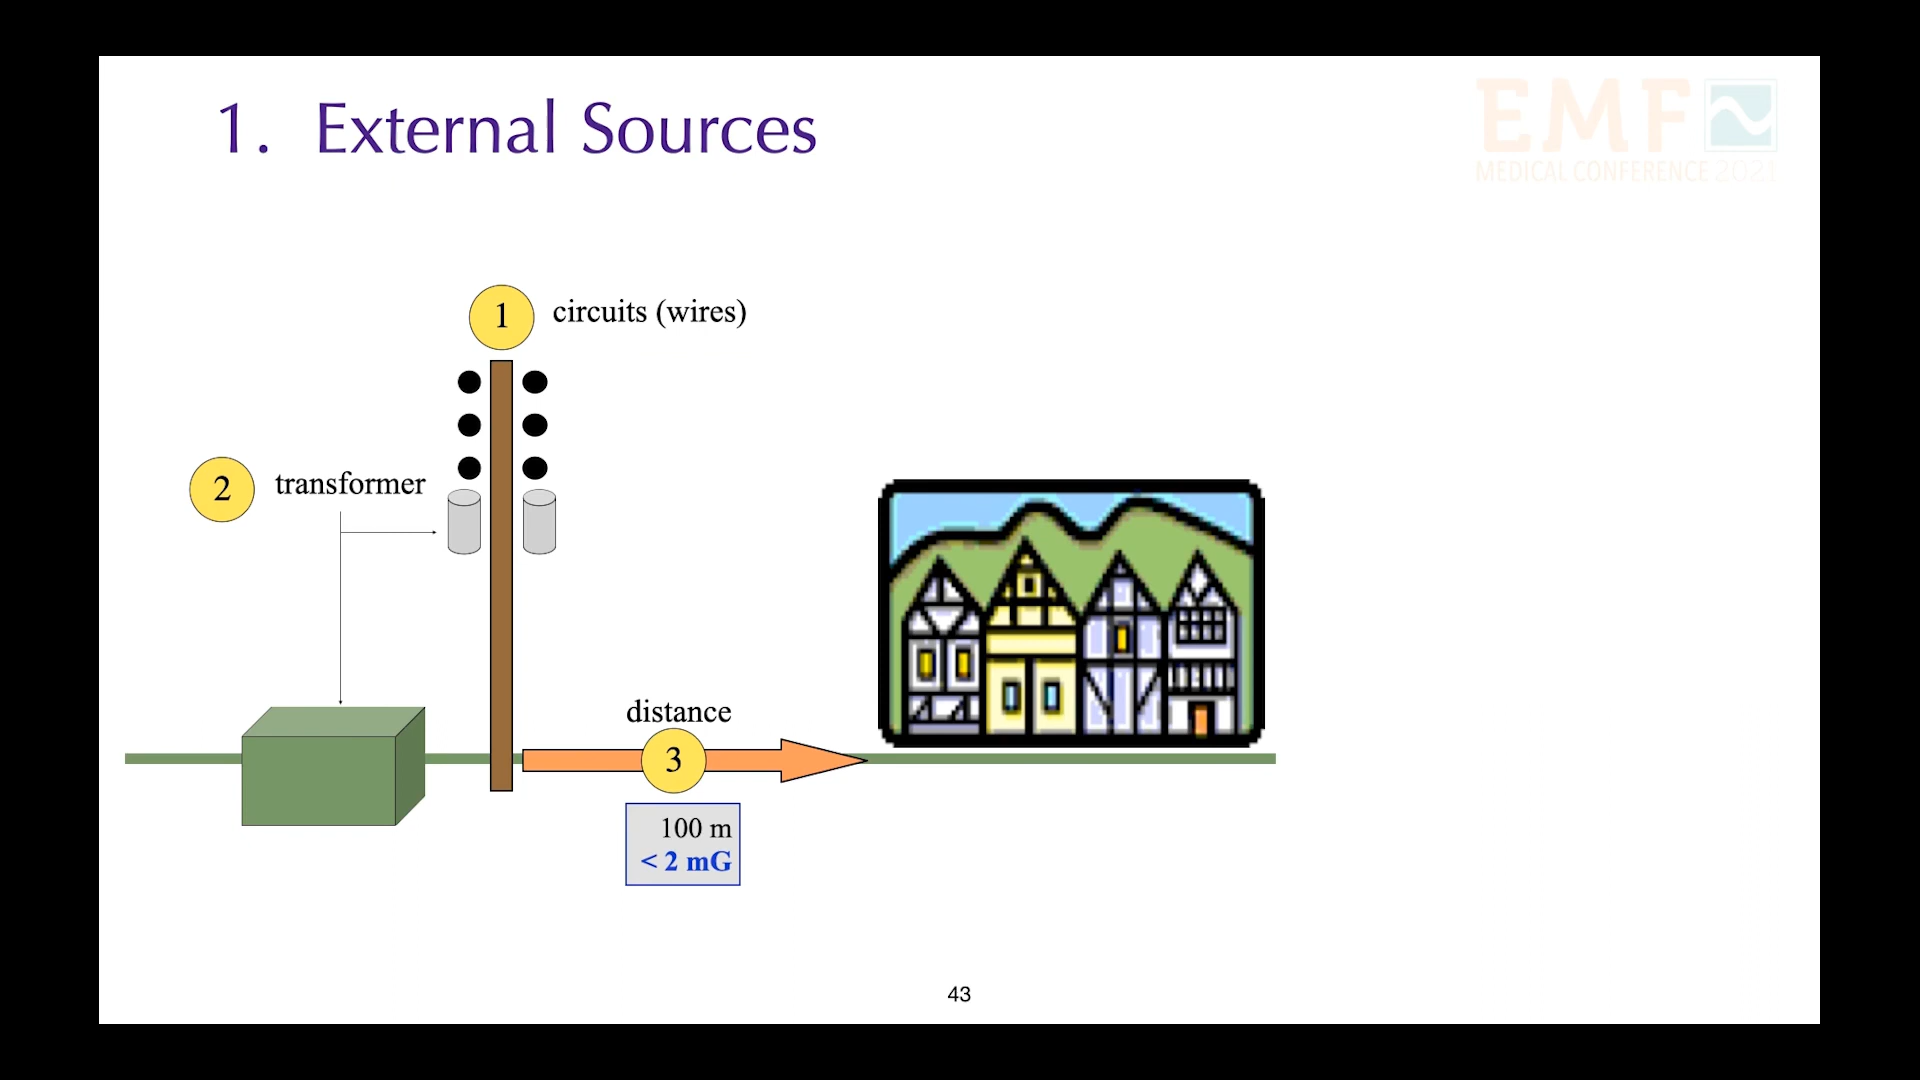 1. External Sources
EMF
MEDICAL CONFERENCE 2021
1 circuits (wires)
2 transformer
distance
3
100 m
< 2 mG
43